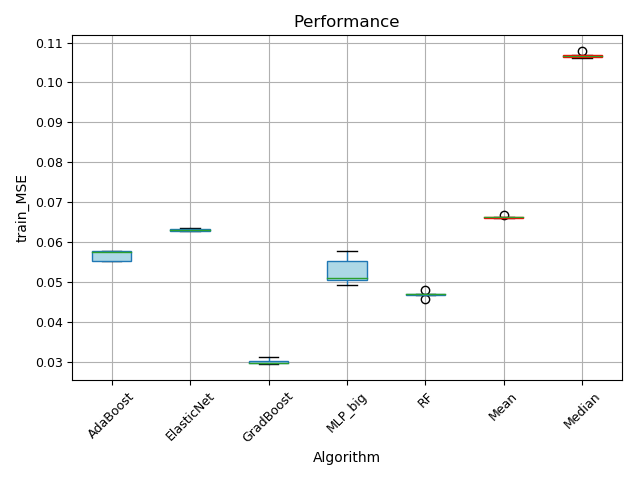 Performance
train_MSE
0.11
0.10
0.09
0.08
0.07
0.06
0.05
0.04
0.03
AdaBoost
ElasticNet
GradBoost
MLP_big
RF
Mean
Median
Algorithm